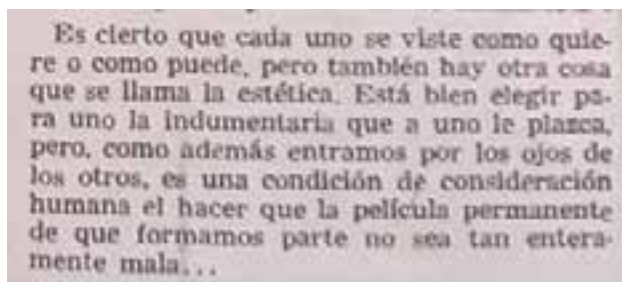 Es cierto que cada uno se viste como quie-
re o como puede, pero también hay otra cosa
que se llama la estética. Está bien elegir pa-
ra uno la indumentaria que a uno le plazca,
pero, como además entramos por los ojos de
los otros, es una condición de consideración
humana el hacer que la película permanente
de que formamos parte no sea tan entera-
mente mala...